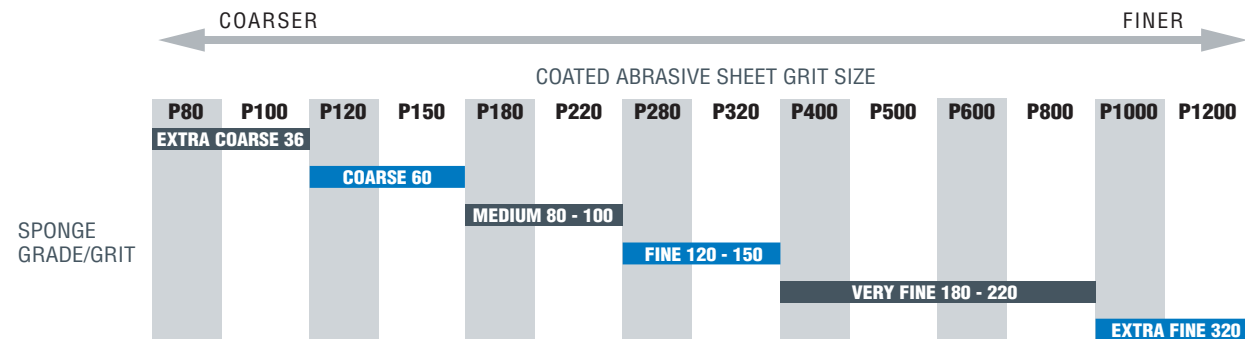 COARSER FINER
COATED ABRASIVE SHEET GRIT SIZE
P80 P100 P120 P150 P180 P220 P280 P320 P400 P500 P600 P800 P1000 P1200
EXTRA COARSE 36
COARSE 60
MEDIUM 80 - 100
SPONGE
GRADE/GRIT
FINE 120 - 150
VERY FINE 180 - 220
EXTRA FINE 320